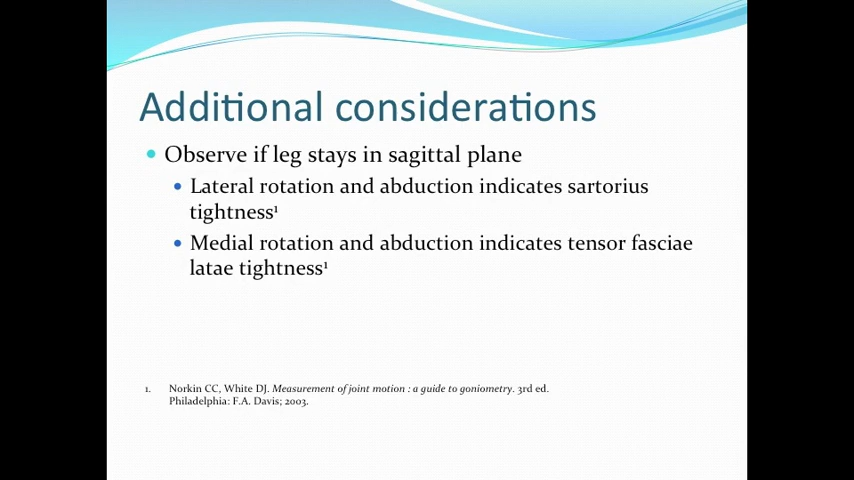 Additional considerations
• Observe if leg stays in sagittal plane
• Lateral rotation and abduction indicates sartorius
tightness¹
• Medial rotation and abduction indicates tensor fasciae
latae tightness¹
1. Norkin CC, White DJ. Measurement of joint motion : a guide to goniometry. 3rd ed.
Philadelphia: F.A. Davis; 2003.